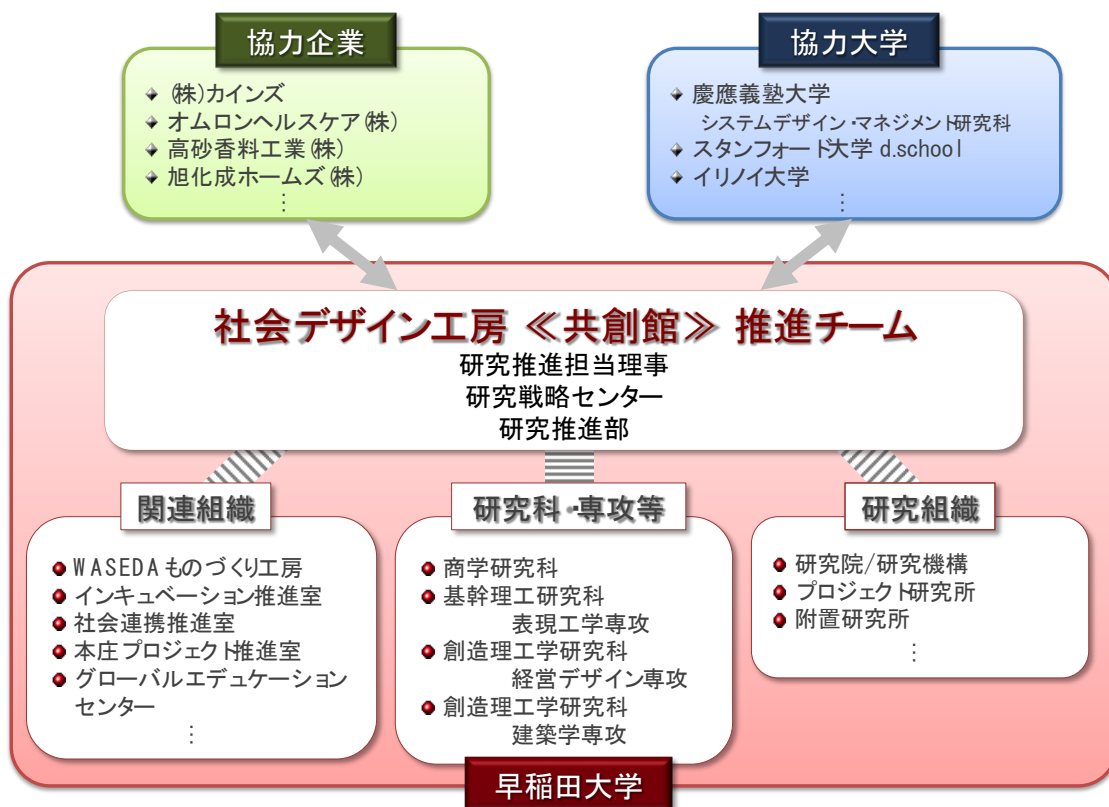 協力企業
(株)カインズ
オムロンヘルスケア(株)
高砂香料工業(株)
旭化成ホームズ(株)
⋮
協力大学
慶應義塾大学
システムデザイン・マネジメント研究科
スタンフォード大学 d.school
イリノイ大学
⋮
社会デザイン工房 ≪共創館≫ 推進チーム
研究推進担当理事
研究戦略センター
研究推進部
関連組織
WASEDAものづくり工房
インキュベーション推進室
社会連携推進室
本庄プロジェクト推進室
グローバルエデュケーション
センター
⋮
研究科・専攻等
商学研究科
基幹理工研究科
表現工学専攻
創造理工学研究科
経営デザイン専攻
創造理工学研究科
建築学専攻
研究組織
研究院/研究機構
プロジェクト研究所
附置研究所
⋮
早稲田大学